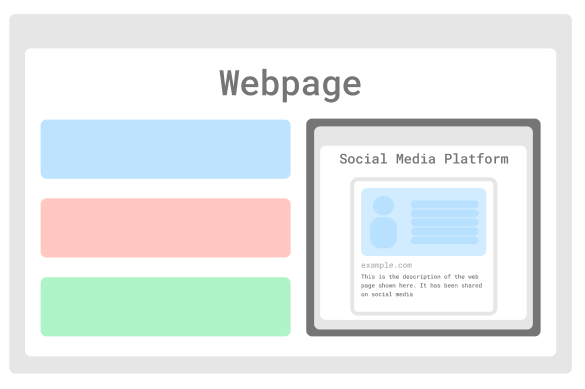 Webpage
Social Media Platform
example.com
This is the description of the web
page shown here. It has been shared
on social media